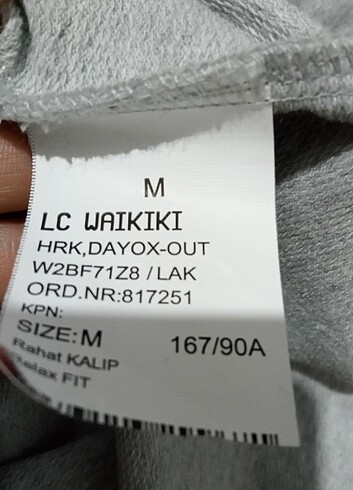 M
LC WAIKIKI
HRK,DAYOX-OUT
W2BF71Z8 / LAK
ORD.NR:817251
KPN:
SIZE:M 167/90A
Rahat KALIP
Relax FIT